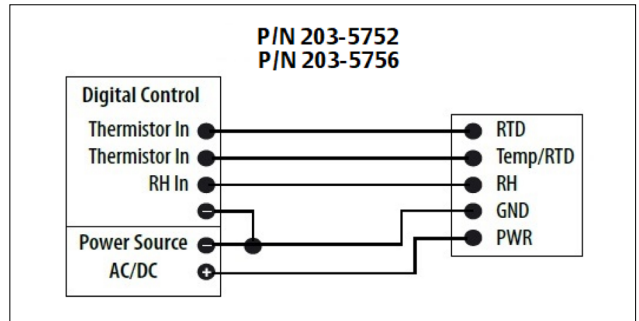 P/N 203-5752
P/N 203-5756
Digital Control
Thermistor In
Thermistor In
RH In
−
Power Source −
AC/DC +
RTD
Temp/RTD
RH
GND
PWR